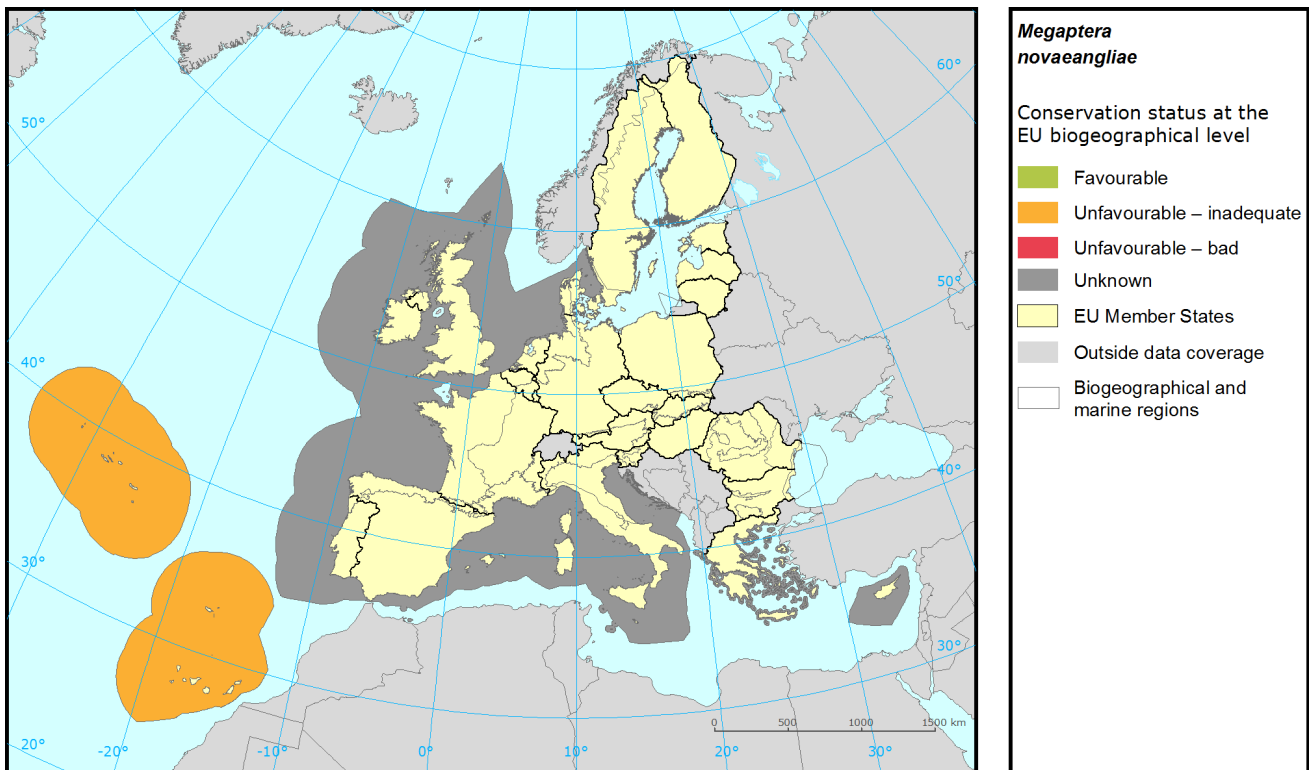 Megaptera
novaeangliae
Conservation status at the
EU biogeographical level
Favourable
Unfavourable – inadequate
Unfavourable – bad
Unknown
EU Member States
Outside data coverage
Biogeographical and
marine regions
60°
50°
50°
40°
40°
30°
30°
20°
-20°
-10°
0°
10°
20°
30°
0 500 1000 1500 km